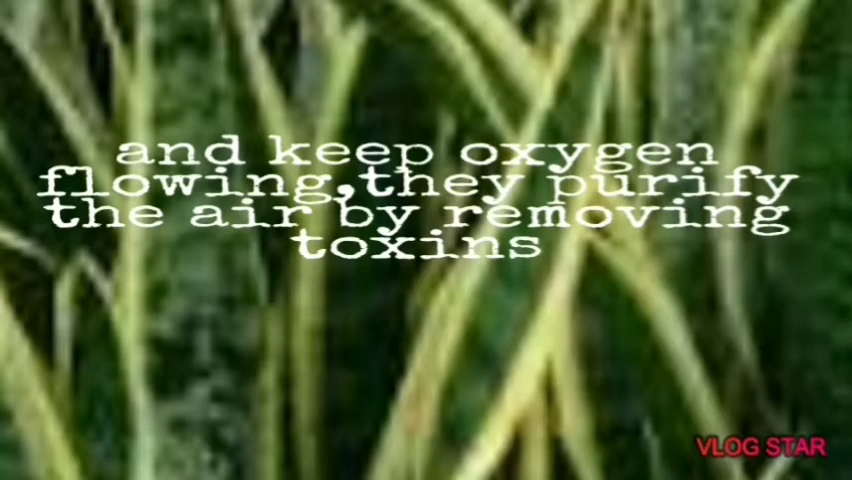 and keep oxygen
flowing,they purify
the air by removing
toxins
VLOG STAR